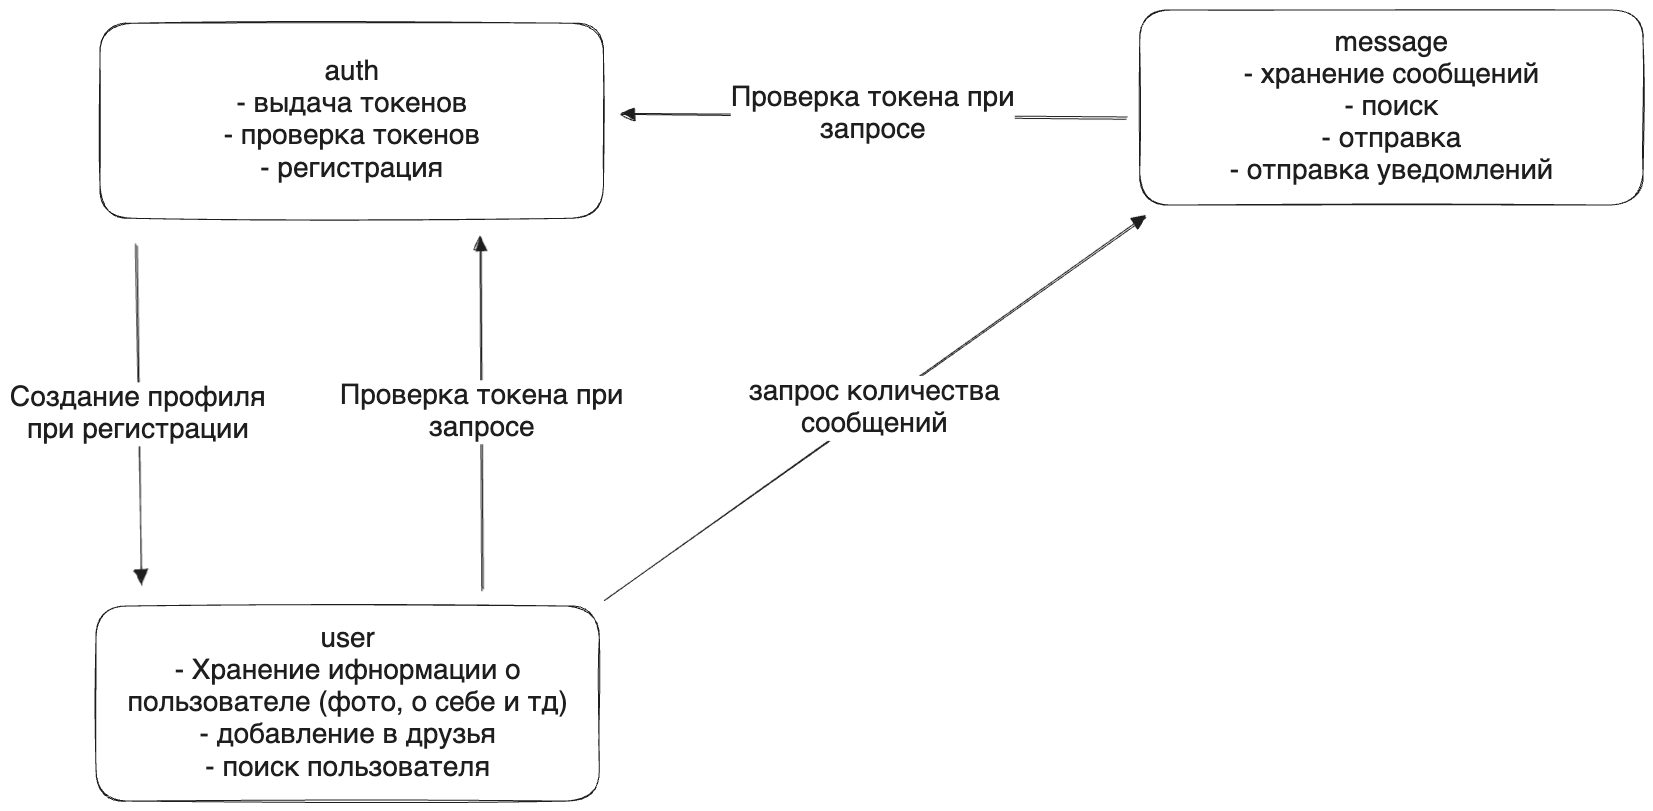 auth
- выдача токенов
- проверка токенов
- регистрация
Проверка токена при
запросе
message
- хранение сообщений
- поиск
- отправка
- отправка уведомлений
Создание профиля
при регистрации
Проверка токена при
запросе
запрос количества
сообщений
user
- Хранение ифнормации о
пользователе (фото, о себе и тд)
- добавление в друзья
- поиск пользователя